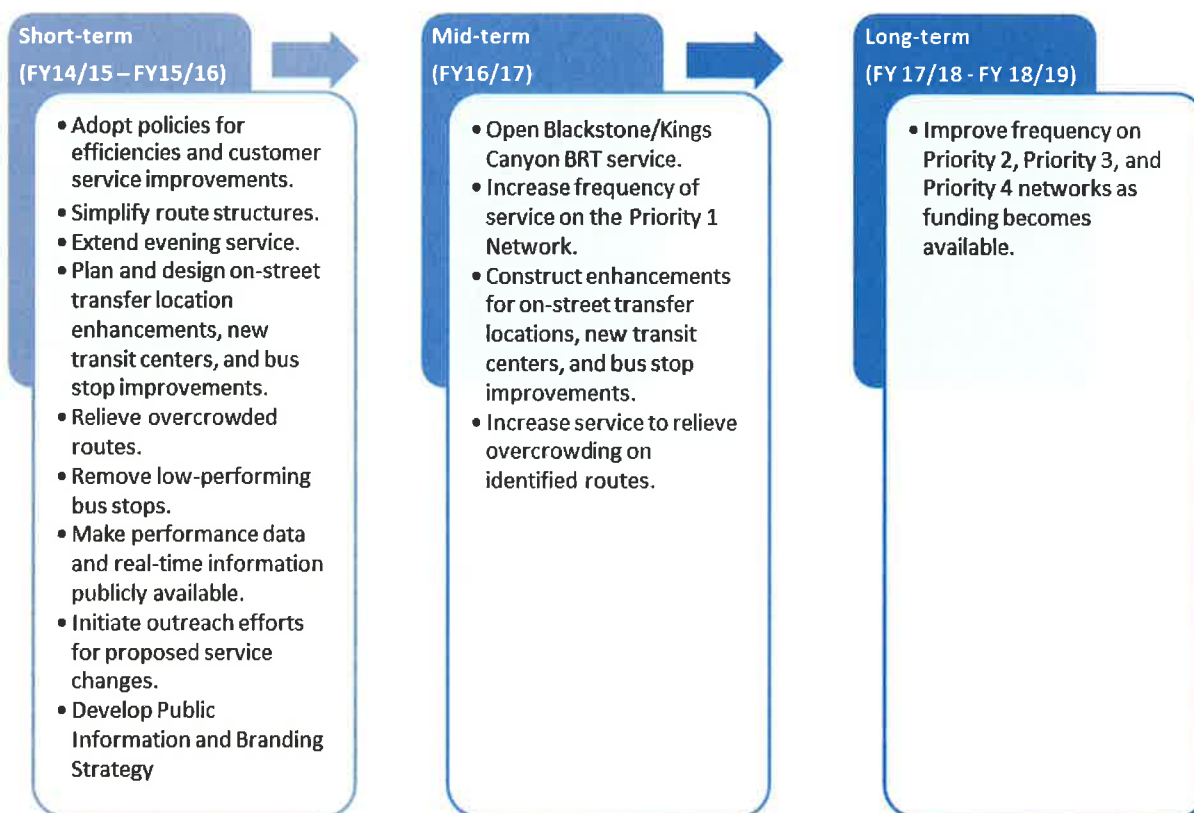 Short-term
(FY14/15 – FY15/16)
• Adopt policies for
efficiencies and customer
service improvements.
• Simplify route structures.
• Extend evening service.
• Plan and design on-street
transfer location
enhancements, new
transit centers, and bus
stop improvements.
• Relieve overcrowded
routes.
• Remove low-performing
bus stops.
• Make performance data
and real-time information
publicly available.
• Initiate outreach efforts
for proposed service
changes.
• Develop Public
Information and Branding
Strategy
Mid-term
(FY16/17)
• Open Blackstone/Kings
Canyon BRT service.
• Increase frequency of
service on the Priority 1
Network.
• Construct enhancements
for on-street transfer
locations, new transit
centers, and bus stop
improvements.
• Increase service to relieve
overcrowding on
identified routes.
Long-term
(FY 17/18 - FY 18/19)
• Improve frequency on
Priority 2, Priority 3, and
Priority 4 networks as
funding becomes
available.